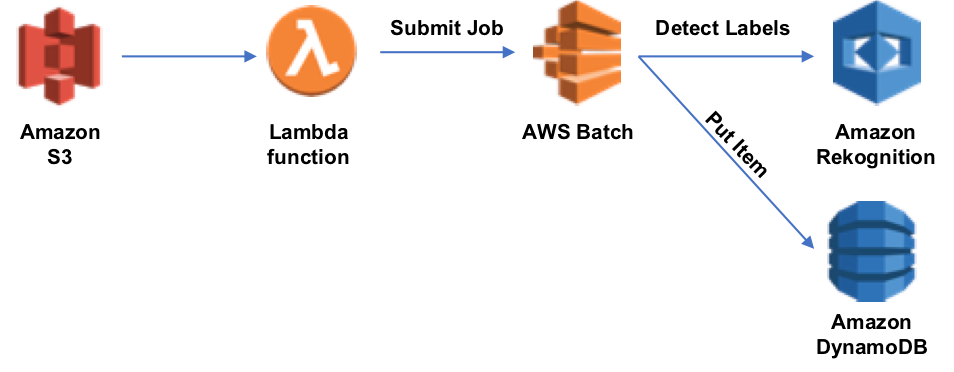 Submit Job
Detect Labels
Amazon
S3
Lambda
function
AWS Batch
Put Item
Amazon
Rekognition
Amazon
DynamoDB